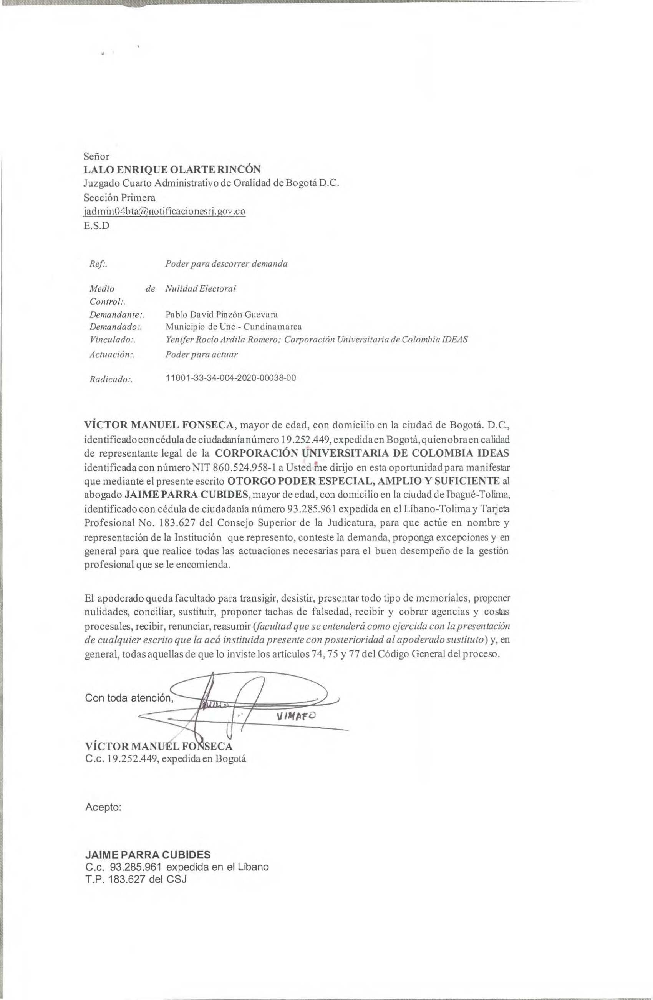 Señor
LALO ENRIQUE OLARTE RINCÓN
Juzgado Cuarto Administrativo de Oralidad de Bogotá D.C.
Sección Primera
jadmin04bta@notificacionesrj.gov.co
E.S.D
Ref:. Poder para descorrer demanda
Medio de Nulidad Electoral
Control:.
Demandante:. Pablo David Pinzón Guevara
Demandado:. Municipio de Une - Cundinamarca
Vinculado:. Yenifer Rocío Ardila Romero; Corporación Universitaria de Colombia IDEAS
Actuación:. Poder para actuar
Radicado:. 11001-33-34-004-2020-00038-00
VÍCTOR MANUEL FONSECA, mayor de edad, con domicilio en la ciudad de Bogotá. D.C.,
identificado con cédula de ciudadanía número 19.252.449, expedida en Bogotá, quien obra en calidad
de representante legal de la CORPORACIÓN UNIVERSITARIA DE COLOMBIA IDEAS
identificada con número NIT 860.524.958-1 a Usted me dirijo en esta oportunidad para manifestar
que mediante el presente escrito OTORGO PODER ESPECIAL, AMPLIO Y SUFICIENTE al
abogado JAIME PARRA CUBIDES, mayor de edad, con domicilio en la ciudad de Ibagué-Tolima,
identificado con cédula de ciudadanía número 93.285.961 expedida en el Líbano-Tolima y Tarjeta
Profesional No. 183.627 del Consejo Superior de la Judicatura, para que actúe en nombre y
representación de la Institución que represento, conteste la demanda, proponga excepciones y en
general para que realice todas las actuaciones necesarias para el buen desempeño de la gestión
profesional que se le encomienda.
El apoderado queda facultado para transigir, desistir, presentar todo tipo de memoriales, proponer
nulidades, conciliar, sustituir, proponer tachas de falsedad, recibir y cobrar agencias y costas
procesales, recibir, renunciar, reasumir (facultad que se entenderá como ejercida con la presentación
de cualquier escrito que la acá instituida presente con posterioridad al apoderado sustituto) y, en
general, todas aquellas de que lo inviste los artículos 74, 75 y 77 del Código General del proceso.
Con toda atención,
VIMAFO
VÍCTOR MANUEL FONSECA
C.c. 19.252.449, expedida en Bogotá
Acepto:
JAIME PARRA CUBIDES
C.c. 93.285.961 expedida en el Líbano
T.P. 183.627 del CSJ